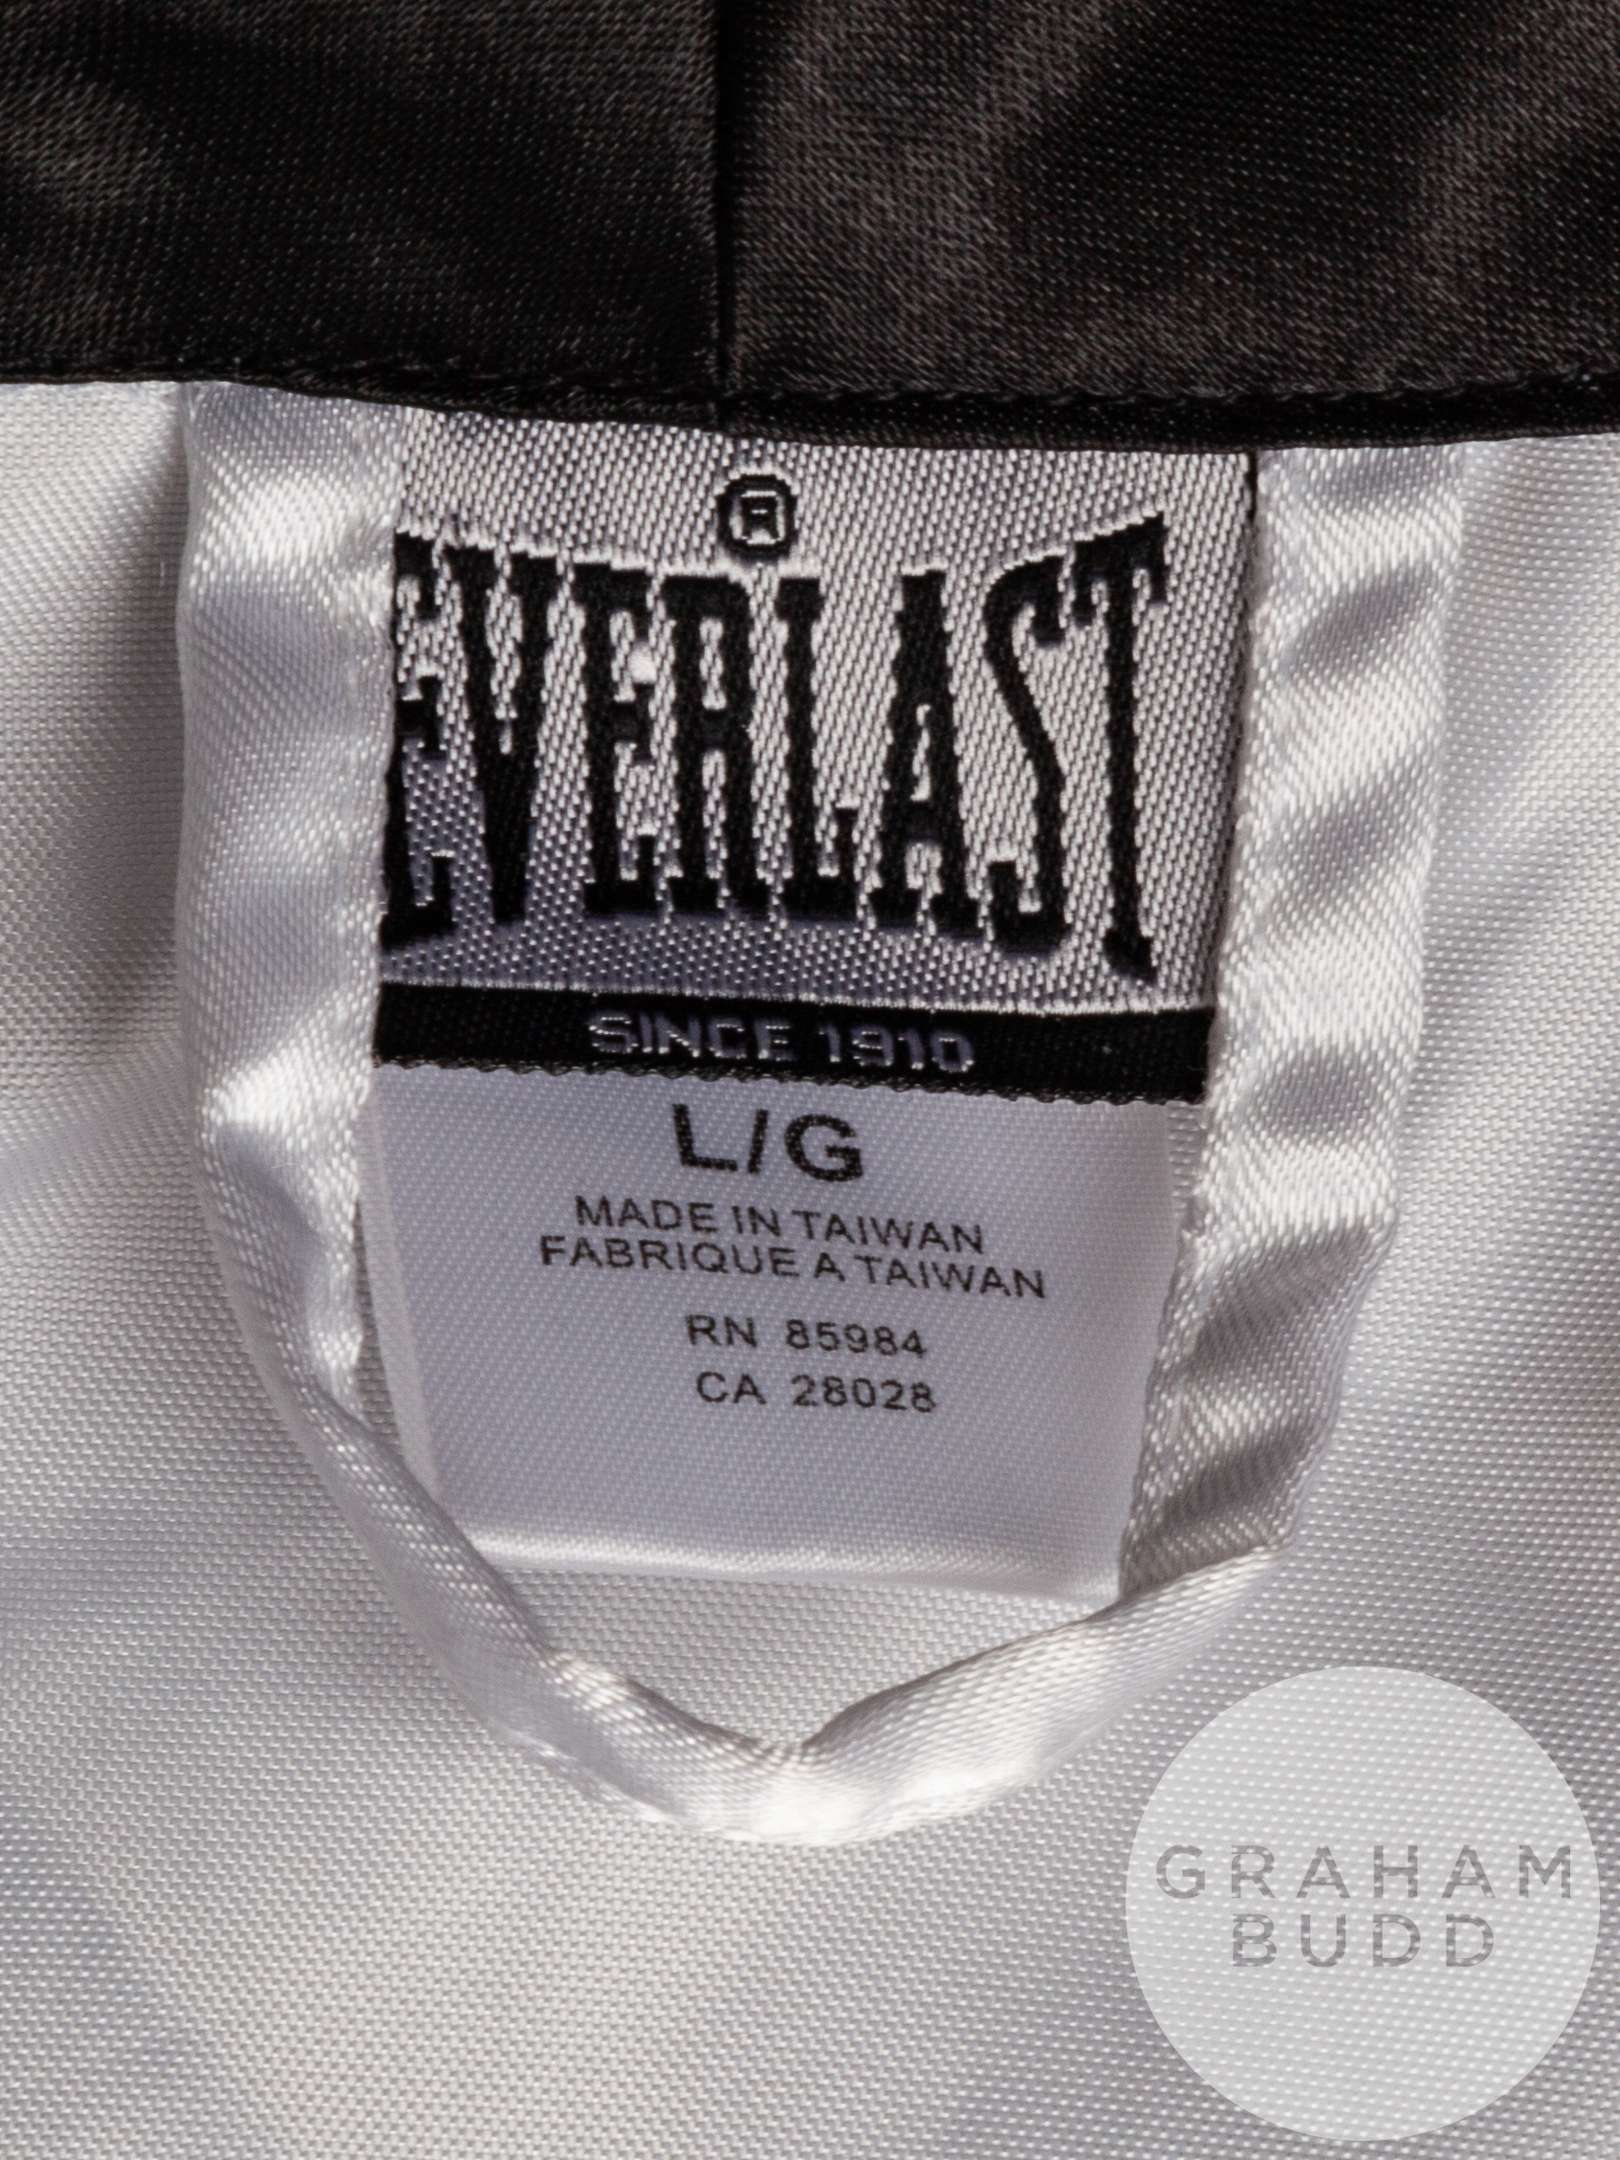 ®
EVERLAST
SINCE 1910
L/G
MADE IN TAIWAN
FABRIQUE A TAIWAN
RN 85984
CA 28028
GRAHAM
BUDD